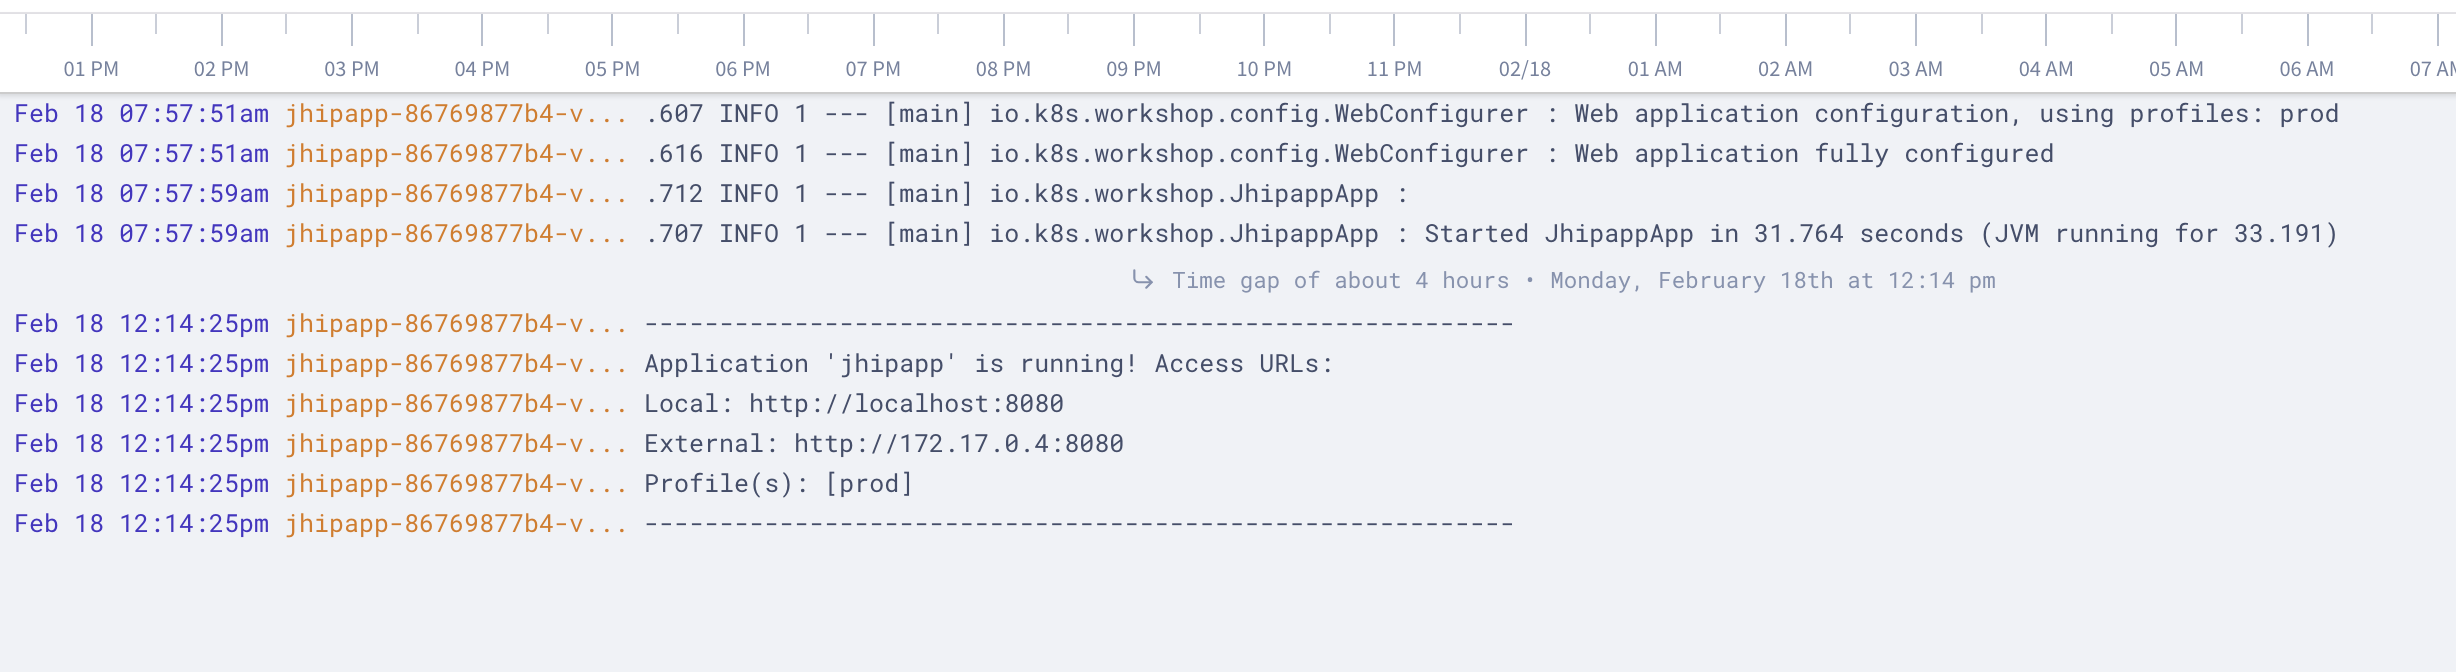 01 PM 02 PM 03 PM 04 PM 05 PM 06 PM 07 PM 08 PM 09 PM 10 PM 11 PM 02/18 01 AM 02 AM 03 AM 04 AM 05 AM 06 AM 07 AM
Feb 18 07:57:51am jhipapp-86769877b4-v... .607 INFO 1 --- [main] io.k8s.workshop.config.WebConfigurer : Web application configuration, using profiles: prod
Feb 18 07:57:51am jhipapp-86769877b4-v... .616 INFO 1 --- [main] io.k8s.workshop.config.WebConfigurer : Web application fully configured
Feb 18 07:57:59am jhipapp-86769877b4-v... .712 INFO 1 --- [main] io.k8s.workshop.JhipappApp :
Feb 18 07:57:59am jhipapp-86769877b4-v... .707 INFO 1 --- [main] io.k8s.workshop.JhipappApp : Started JhipappApp in 31.764 seconds (JVM running for 33.191)
↳ Time gap of about 4 hours • Monday, February 18th at 12:14 pm
Feb 18 12:14:25pm jhipapp-86769877b4-v... ----------------------------------------------------------
Feb 18 12:14:25pm jhipapp-86769877b4-v... Application 'jhipapp' is running! Access URLs:
Feb 18 12:14:25pm jhipapp-86769877b4-v... Local: http://localhost:8080
Feb 18 12:14:25pm jhipapp-86769877b4-v... External: http://172.17.0.4:8080
Feb 18 12:14:25pm jhipapp-86769877b4-v... Profile(s): [prod]
Feb 18 12:14:25pm jhipapp-86769877b4-v... ----------------------------------------------------------